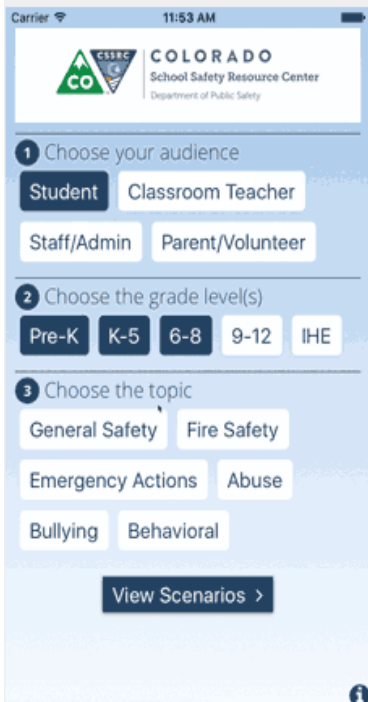 Carrier 11:53 AM
CSSRC
CO
COLORADO
School Safety Resource Center
Department of Public Safety
1 Choose your audience
Student Classroom Teacher
Staff/Admin Parent/Volunteer
2 Choose the grade level(s)
Pre-K K-5 6-8 9-12 IHE
3 Choose the topic
General Safety Fire Safety
Emergency Actions Abuse
Bullying Behavioral
View Scenarios >
i